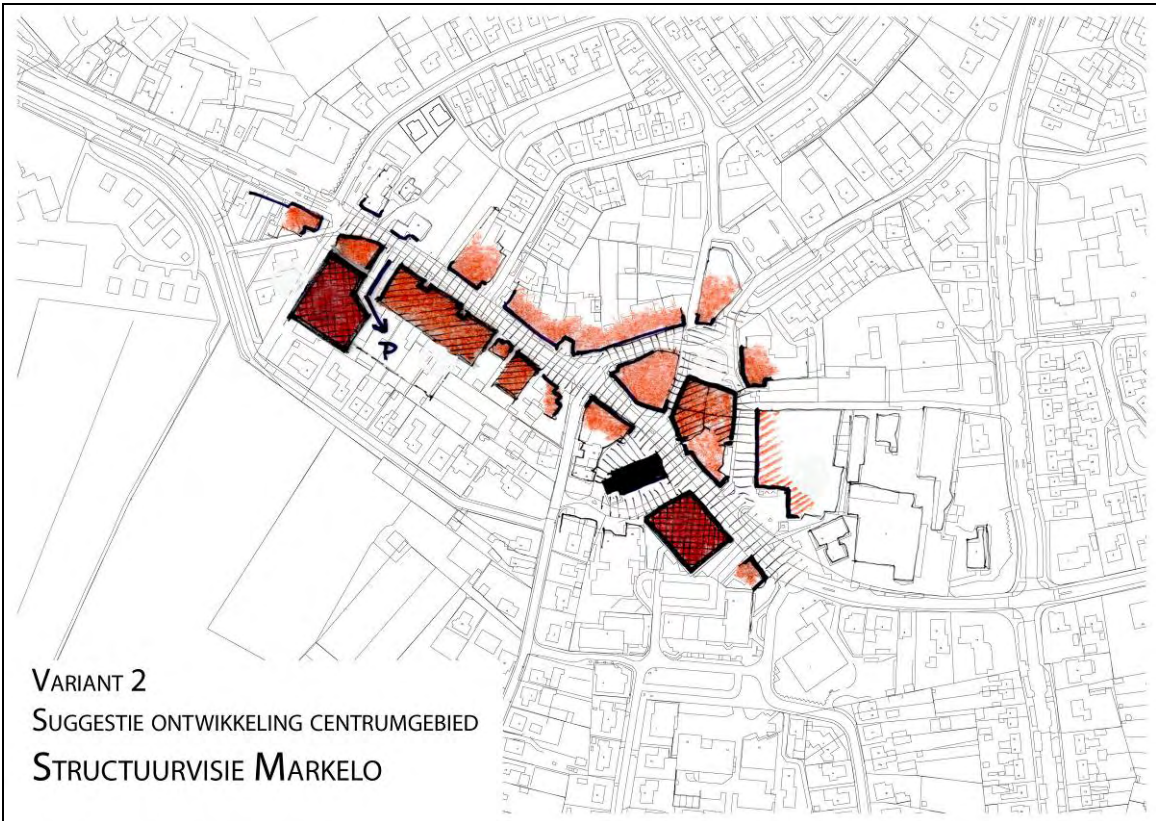 P
VARIANT 2
SUGGESTIE ONTWIKKELING CENTRUMGEBIED
STRUCTUURVISIE MARKELO